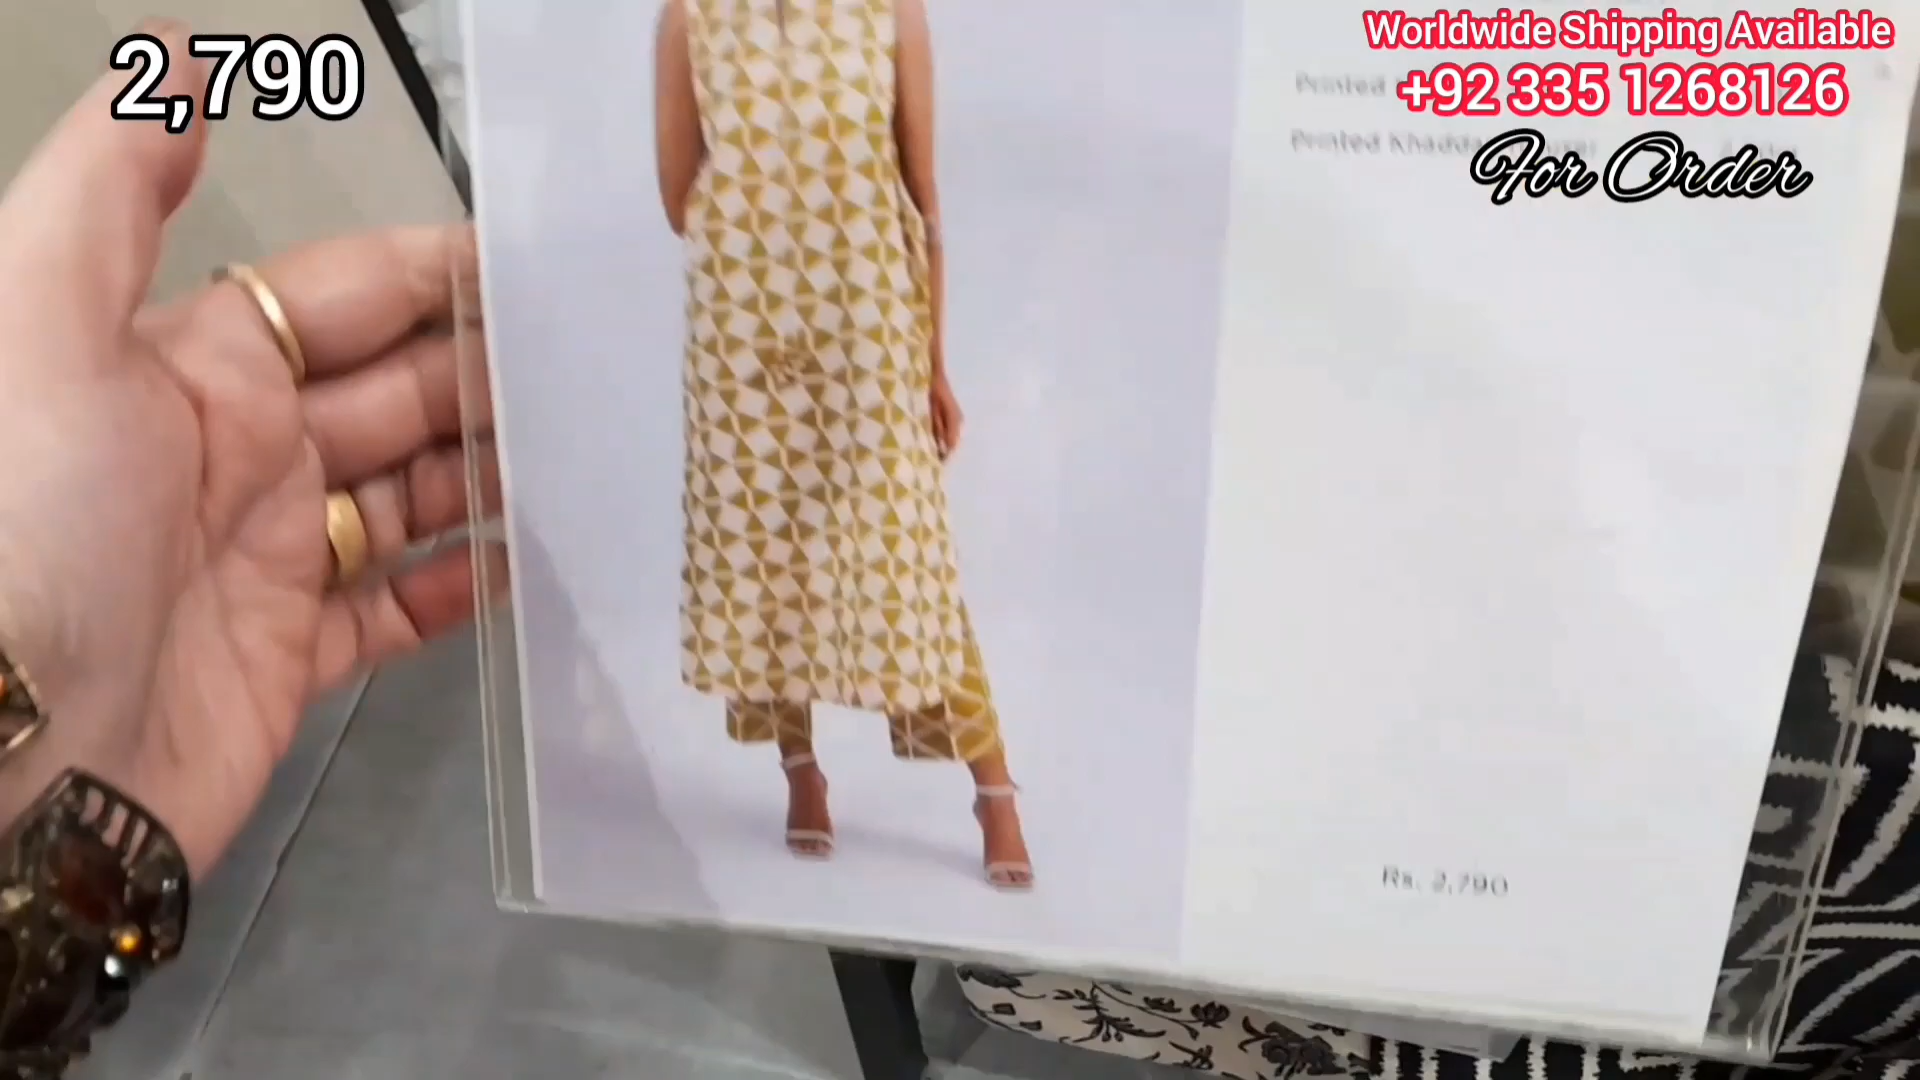 2,790
Worldwide Shipping Available
+92 335 1268126
For Order
Printed
Printed Khaddar
Rs. 2,790